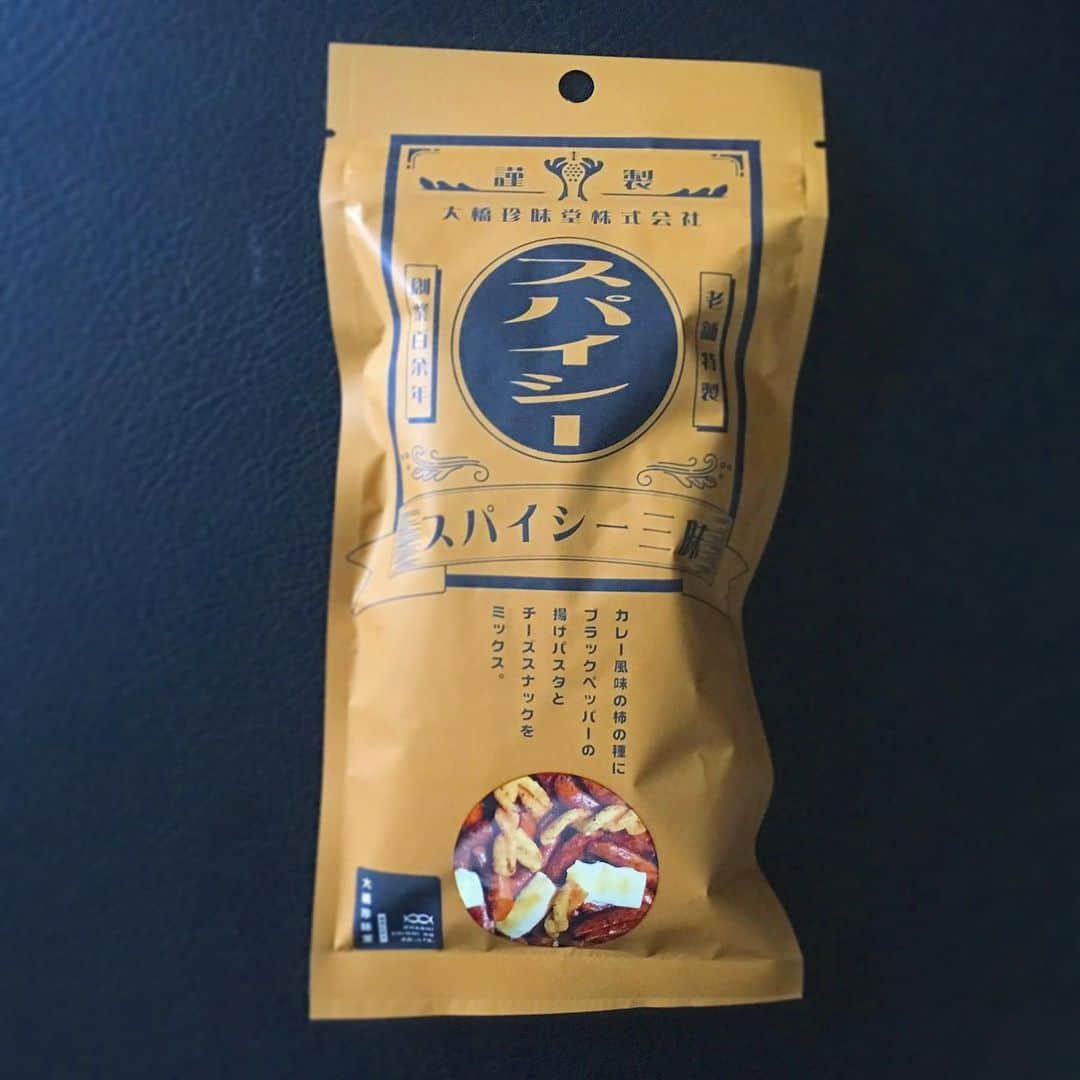 謹製
大橋珍味堂株式会社
スパイシー
創業百余年
老舗特製
スパイシー三味
カレー風味の柿の種に
ブラックペッパーの
揚げパスタと
チーズスナックを
ミックス。
大橋珍味堂